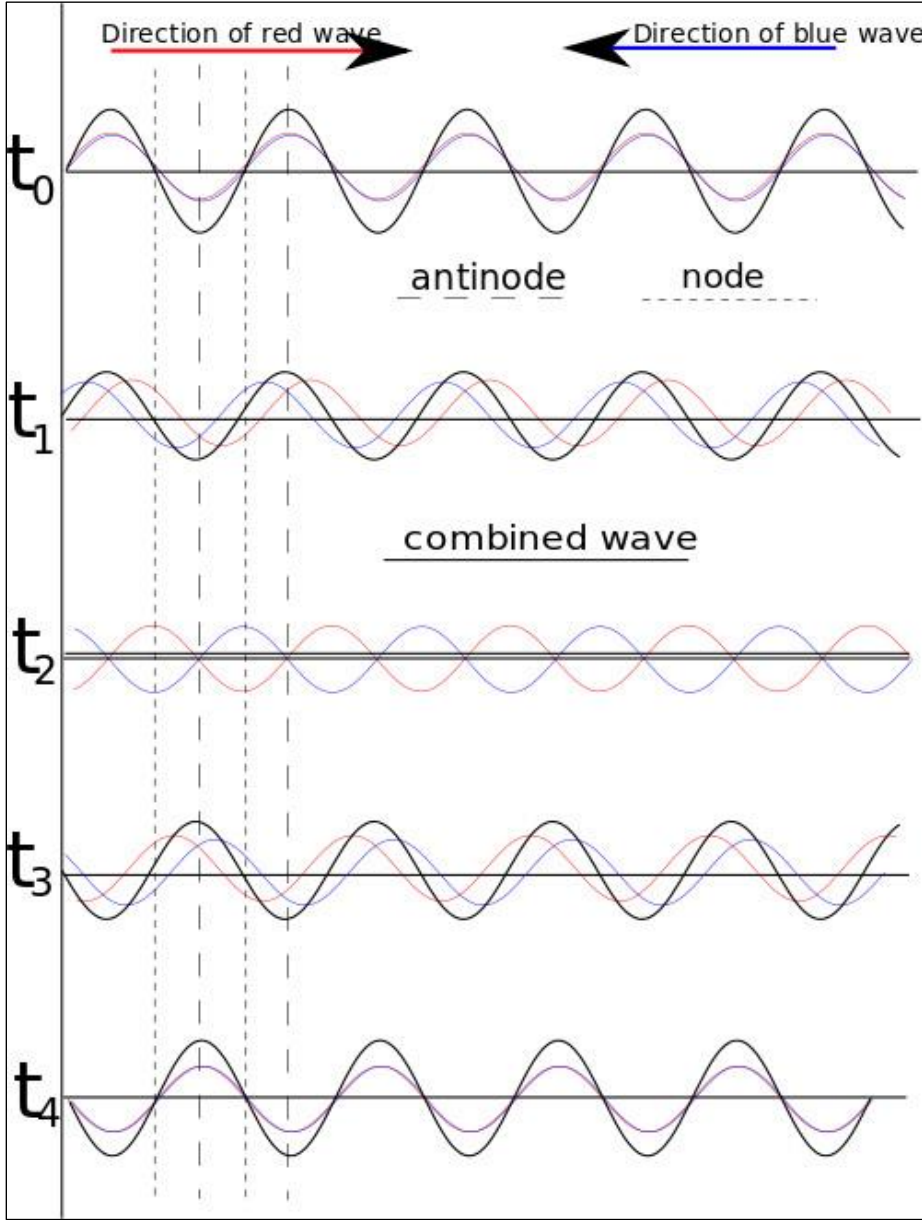 Direction of red wave
Direction of blue wave
t0
antinode
node
t1
combined wave
t2
t3
t4